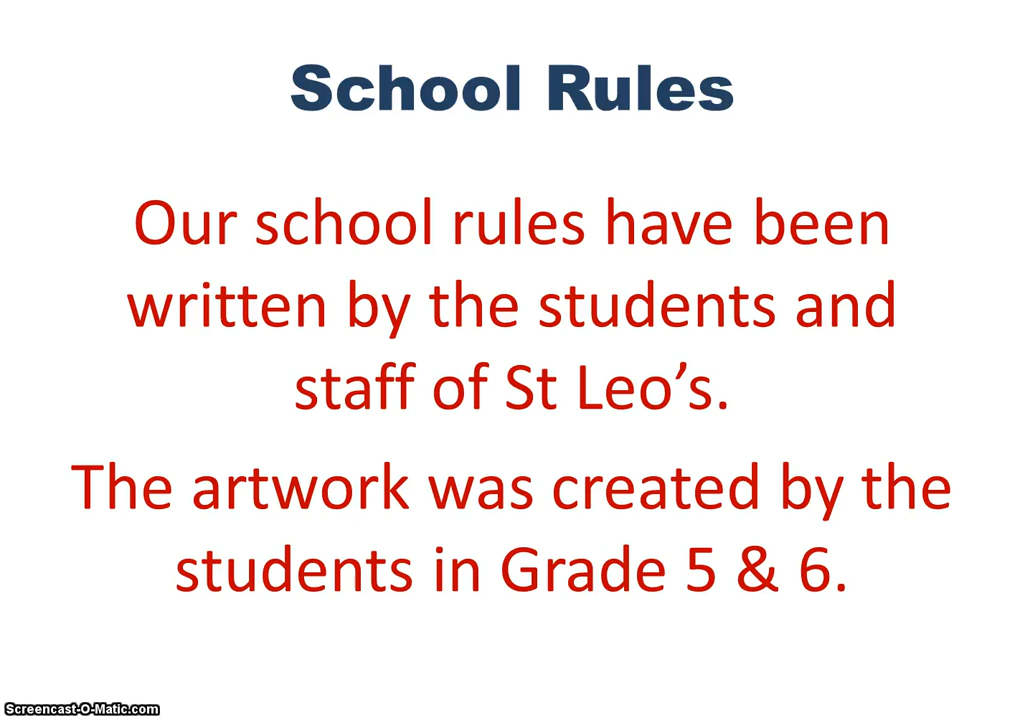 School Rules
Our school rules have been
written by the students and
staff of St Leo’s.
The artwork was created by the
students in Grade 5 & 6.
Screencast-O-Matic.com